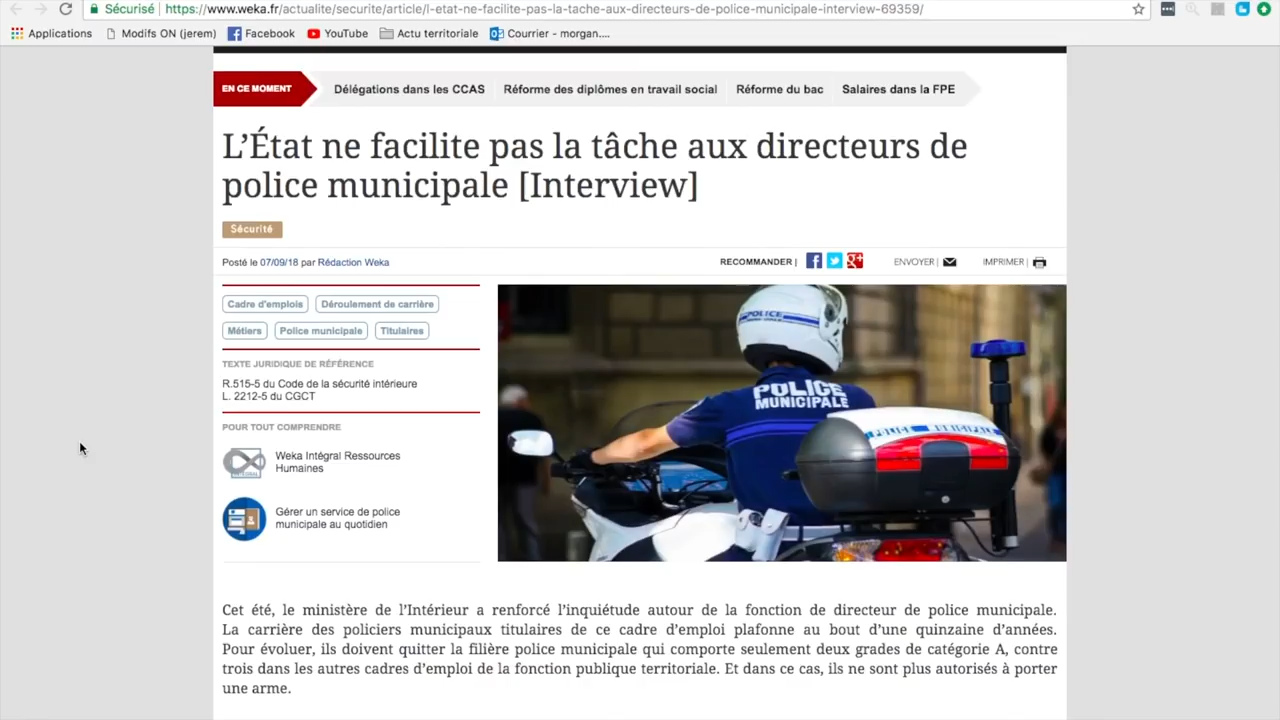 Sécurisé https://www.weka.fr/actualite/securite/article/l-etat-ne-facilite-pas-la-tache-aux-directeurs-de-police-municipale-interview-69359/
Applications Modifs ON (jerem) Facebook YouTube Actu territoriale Courrier - morgan....
EN CE MOMENT Délégations dans les CCAS Réforme des diplômes en travail social Réforme du bac Salaires dans la FPE
L’État ne facilite pas la tâche aux directeurs de
police municipale [Interview]
Sécurité
Posté le 07/09/18 par Rédaction Weka RECOMMANDER | ENVOYER | IMPRIMER |
Cadre d'emplois Déroulement de carrière
Métiers Police municipale Titulaires
TEXTE JURIDIQUE DE RÉFÉRENCE
R.515-5 du Code de la sécurité intérieure
L. 2212-5 du CGCT
POUR TOUT COMPRENDRE
Weka Intégral Ressources
Humaines
Gérer un service de police
municipale au quotidien
POLICE
POLICE
MUNICIPALE
POLICE MUNICIPALE
Cet été, le ministère de l’Intérieur a renforcé l’inquiétude autour de la fonction de directeur de police municipale.
La carrière des policiers municipaux titulaires de ce cadre d’emploi plafonne au bout d’une quinzaine d’années.
Pour évoluer, ils doivent quitter la filière police municipale qui comporte seulement deux grades de catégorie A, contre
trois dans les autres cadres d’emploi de la fonction publique territoriale. Et dans ce cas, ils ne sont plus autorisés à porter
une arme.